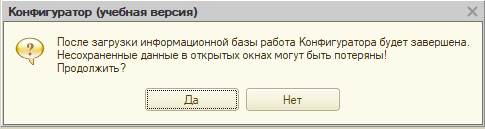 Конфигуратор (учебная версия)
После загрузки информационной базы работа Конфигуратора будет завершена.
Несохраненные данные в открытых окнах могут быть потеряны!
Продолжить?
Да
Нет